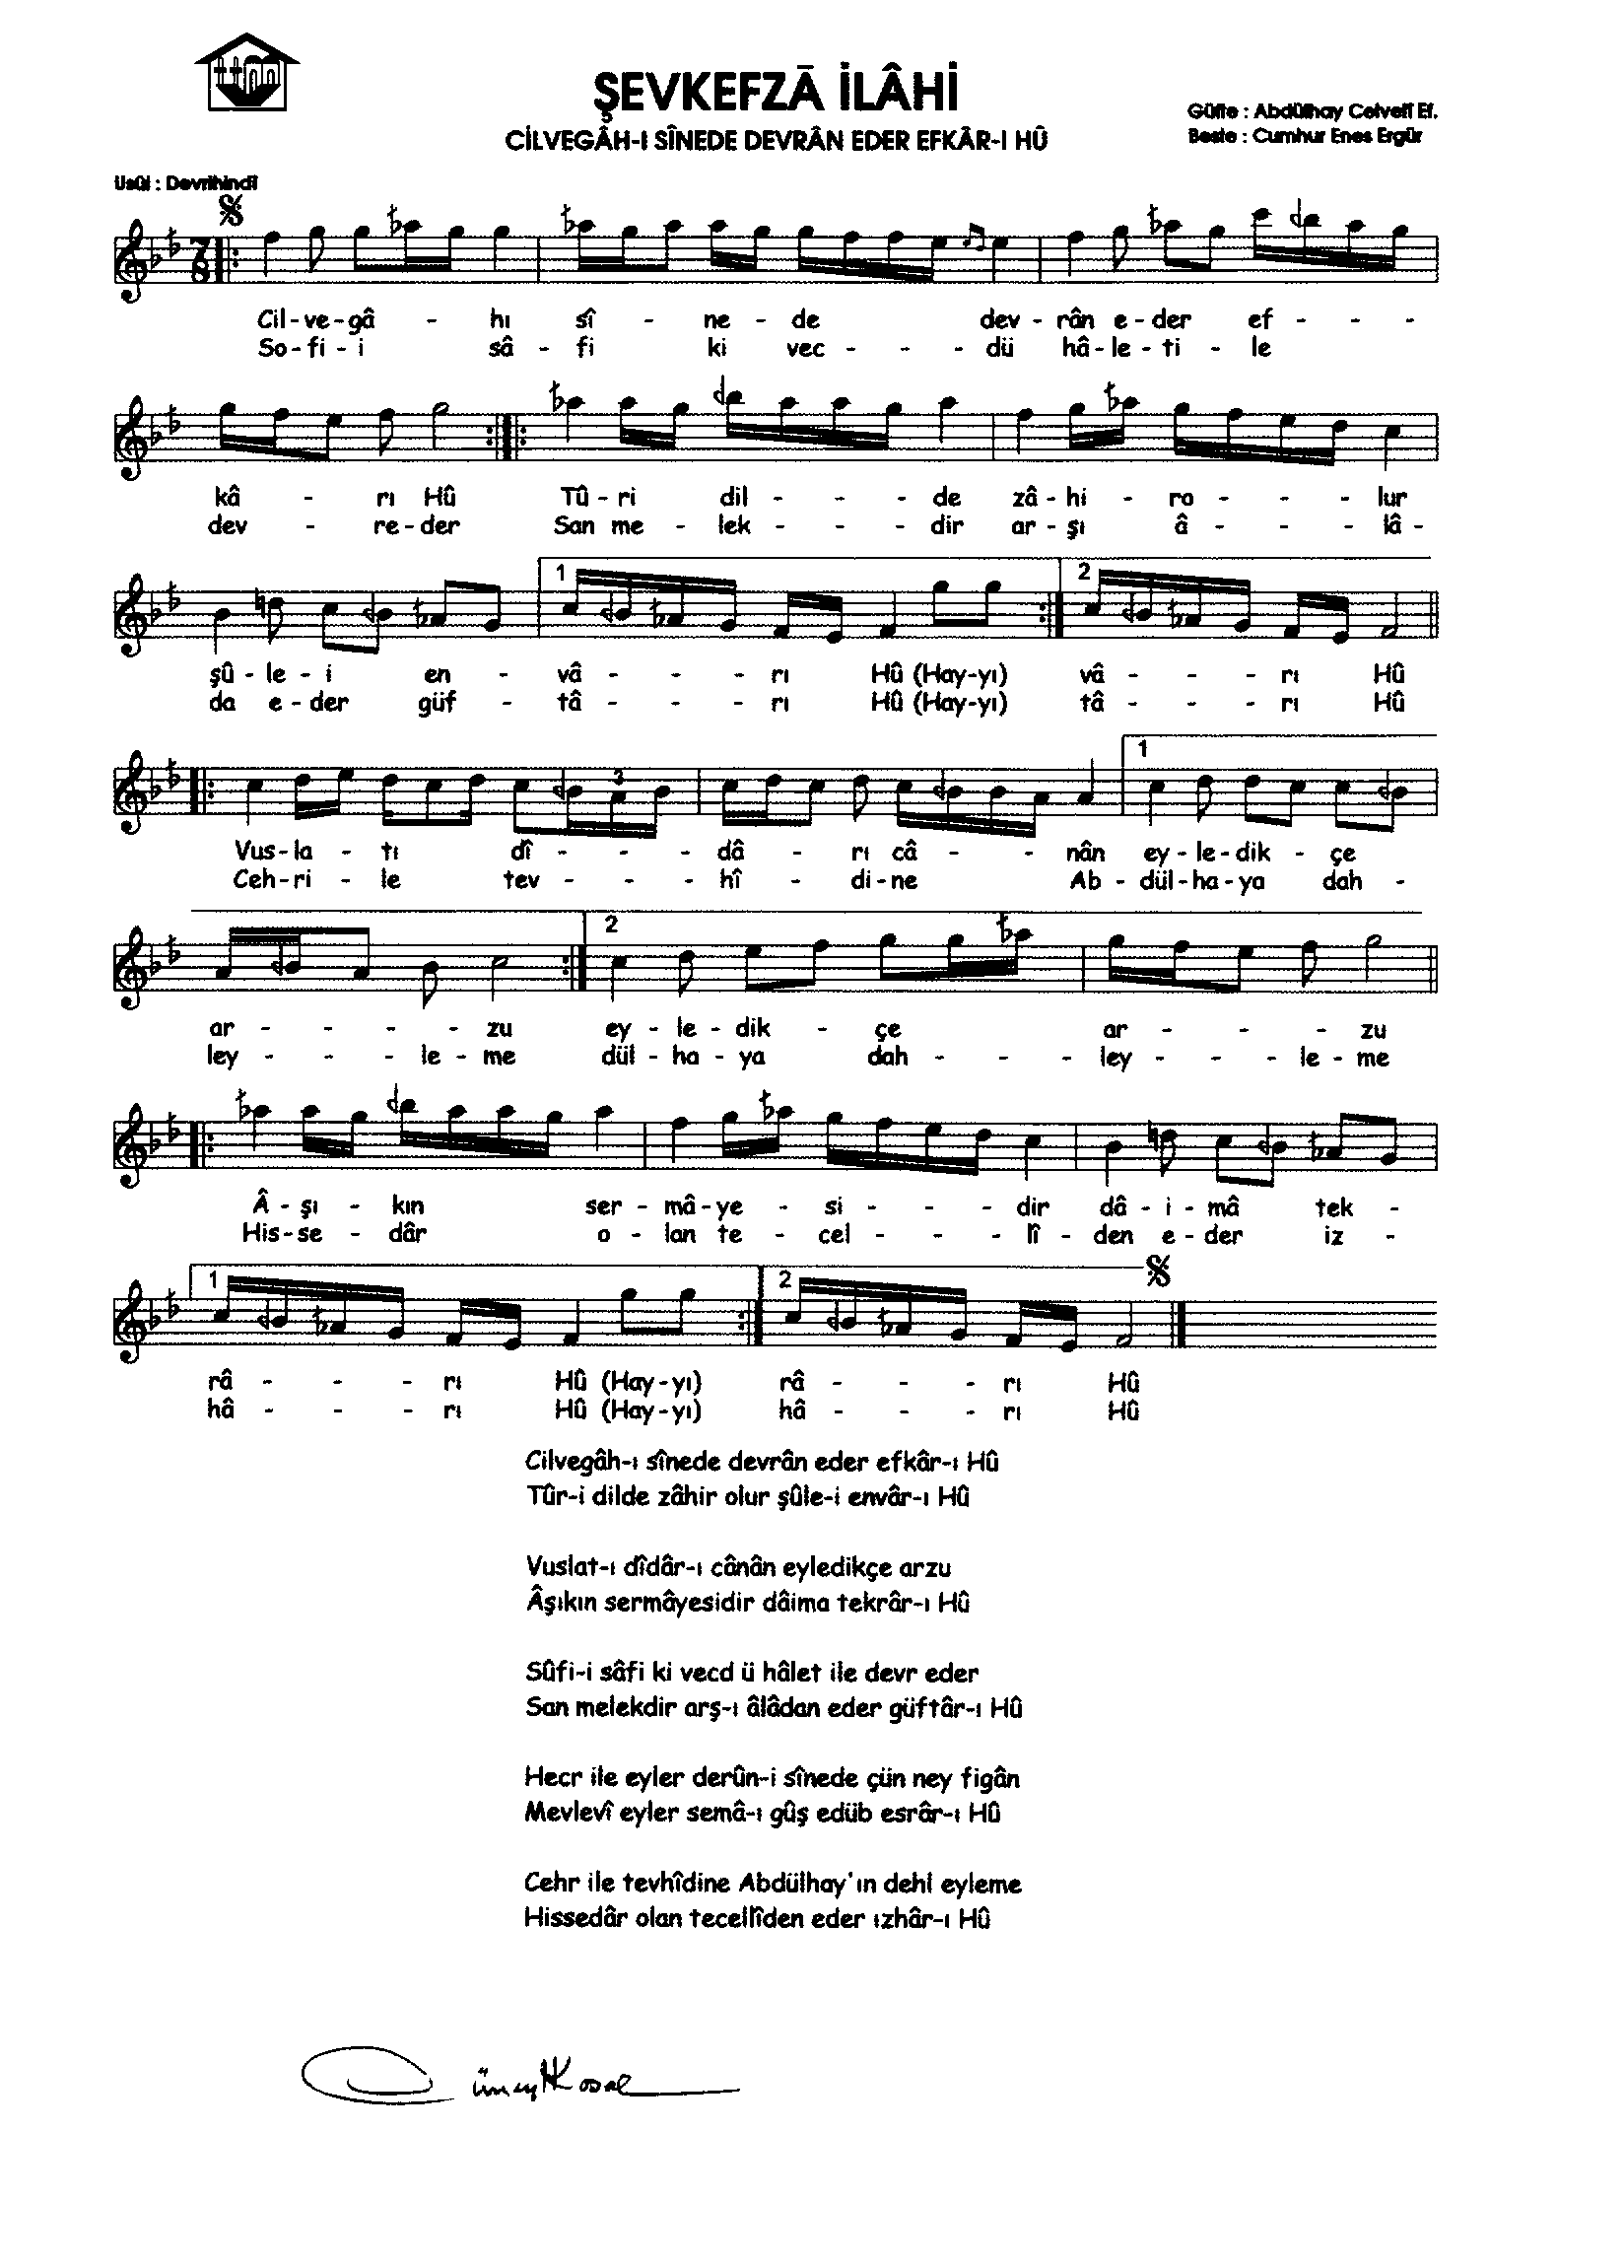 ŞEVKEFZĀ İLÂHİ
CİLVEGÂH-I SÎNEDE DEVRÂN EDER EFKÂR-I HÛ
Güfte : Abdülhay Celvetî Ef.
Beste : Cumhur Enes Ergür
Usûl : Devrihindî
7
8
Cil-ve-gâ - hı sî - ne - de dev - rân e-der ef - - -
So-fi-i sâ - fi ki vec - - - dü hâ-le-ti - le
kâ - rı Hû Tû-ri dil - - - de zâ-hi - ro - - - lur
dev - re-der San me - lek - - - dir ar-şı â - - - lâ -
1 2
şû-le-i en - vâ - - - rı Hû (Hay-yı) vâ - - - rı Hû
da e-der güf - tâ - - - rı Hû (Hay-yı) tâ - - - rı Hû
3 1
Vus-la - tı dî - - - dâ - rı câ - - nân ey-le-dik - çe
Ceh-ri - le tev - - - hî - di-ne Ab - dül-ha-ya dah -
2
ar - - - - zu ey - le - dik - çe ar - - - - zu
ley - - - le - me dül - ha - ya dah - - - ley - - - le - me
Â - şı - kın ser - mâ-ye - si - - - dir dâ - i - mâ tek -
His-se - dâr o - lan te - cel - - - lî - den e-der iz -
1 2
râ - - - rı Hû (Hay-yı) râ - - - rı Hû
hâ - - - rı Hû (Hay-yı) hâ - - - rı Hû
Cilvegâh-ı sînede devrân eder efkâr-ı Hû
Tûr-i dilde zâhir olur şûle-i envâr-ı Hû
Vuslat-ı dîdâr-ı cânân eyledikçe arzu
Âşıkın sermâyesidir dâima tekrâr-ı Hû
Sûfi-i sâfi ki vecd ü hâlet ile devr eder
San melekdir arş-ı âlâdan eder güftâr-ı Hû
Hecr ile eyler derûn-i sînede çün ney figân
Mevlevî eyler semâ-ı gûş edüb esrâr-ı Hû
Cehr ile tevhîdine Abdülhay'ın dehl eyleme
Hissedâr olan tecellîden eder ızhâr-ı Hû